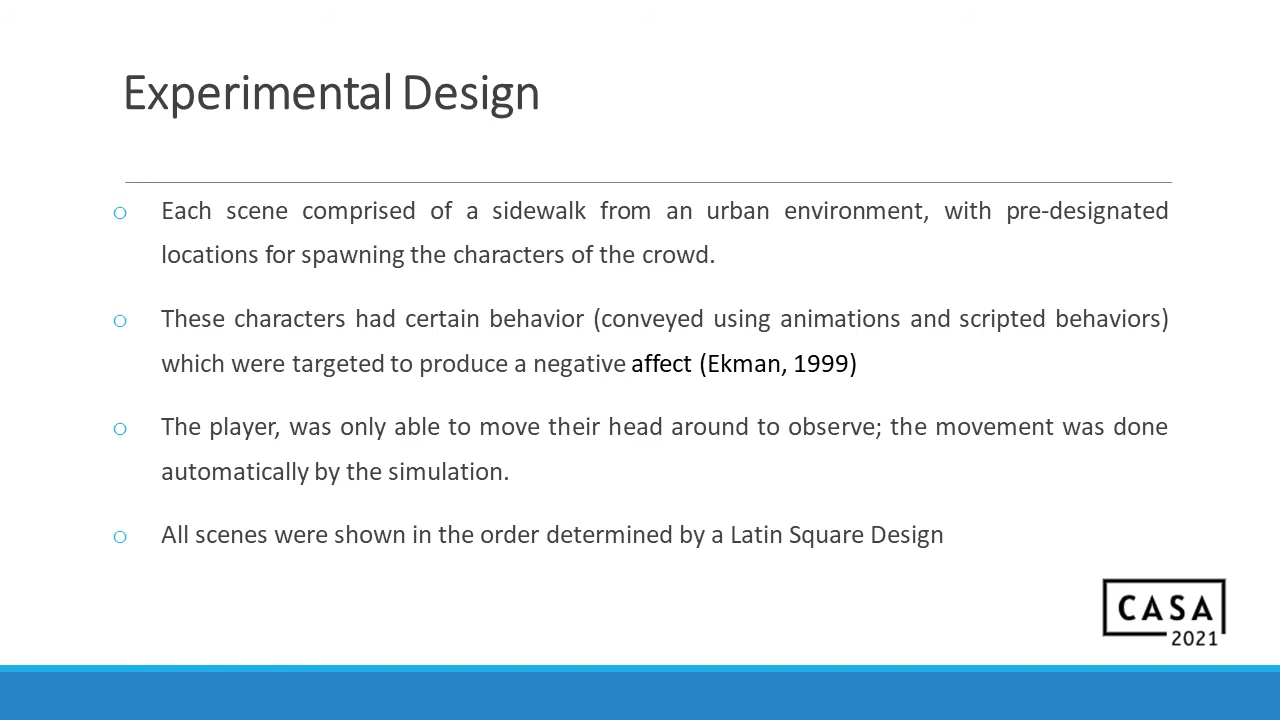 Experimental Design
o Each scene comprised of a sidewalk from an urban environment, with pre-designated
locations for spawning the characters of the crowd.
o These characters had certain behavior (conveyed using animations and scripted behaviors)
which were targeted to produce a negative affect (Ekman, 1999)
o The player, was only able to move their head around to observe; the movement was done
automatically by the simulation.
o All scenes were shown in the order determined by a Latin Square Design
CASA
2021